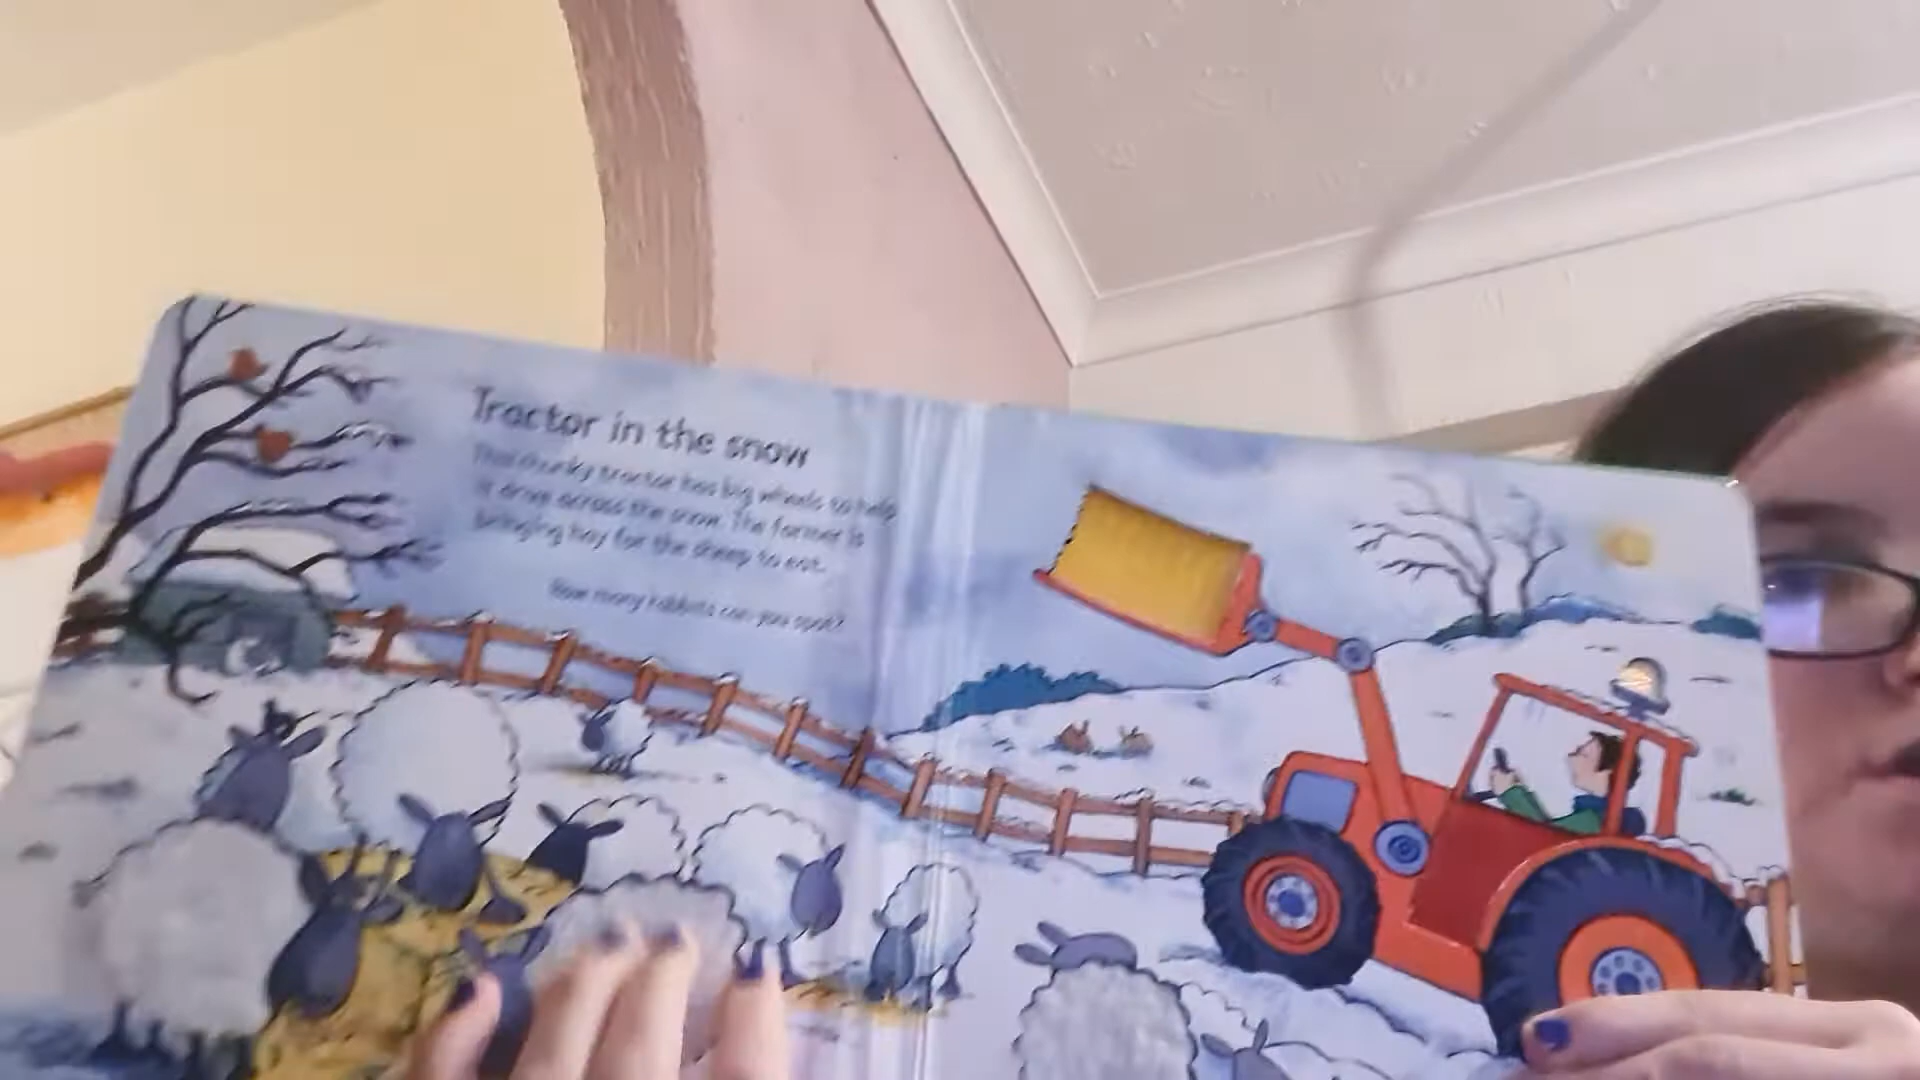 Tractor in the snow
This chunky tractor has big wheels to help
it drive across the snow. The farmer is
bringing hay for the sheep to eat.
How many rabbits can you spot?